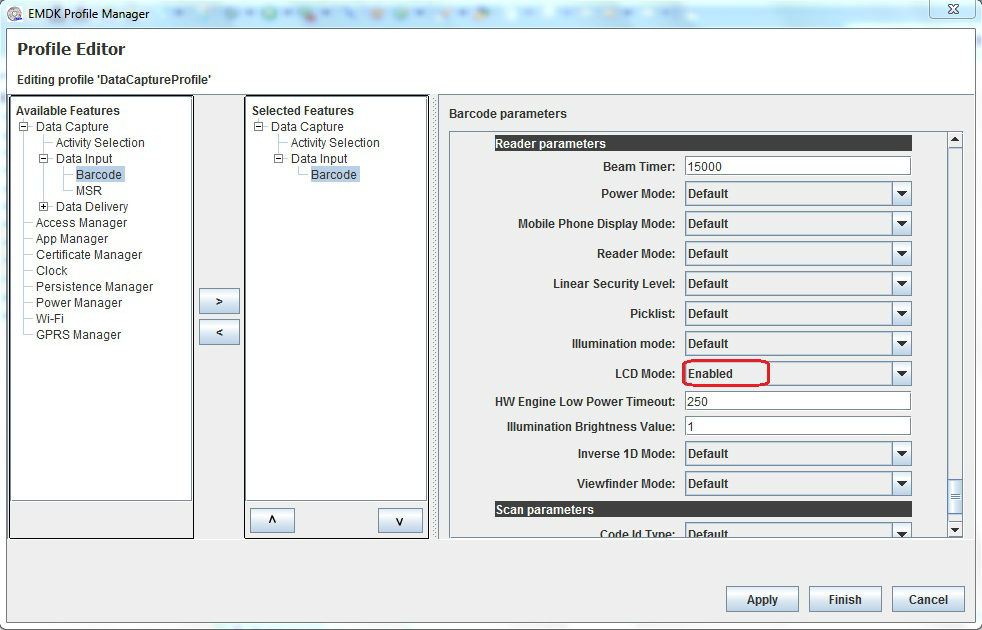 EMDK Profile Manager
Profile Editor
Editing profile 'DataCaptureProfile'
Available Features
Data Capture
Activity Selection
Data Input
Barcode
MSR
Data Delivery
Access Manager
App Manager
Certificate Manager
Clock
Persistence Manager
Power Manager
Wi-Fi
GPRS Manager
>
<
Selected Features
Data Capture
Activity Selection
Data Input
Barcode
Barcode parameters
Reader parameters
Beam Timer: 15000
Power Mode: Default
Mobile Phone Display Mode: Default
Reader Mode: Default
Linear Security Level: Default
Picklist: Default
Illumination mode: Default
LCD Mode: Enabled
HW Engine Low Power Timeout: 250
Illumination Brightness Value: 1
Inverse 1D Mode: Default
Viewfinder Mode: Default
Scan parameters
Code Id Type: Default
Apply Finish Cancel